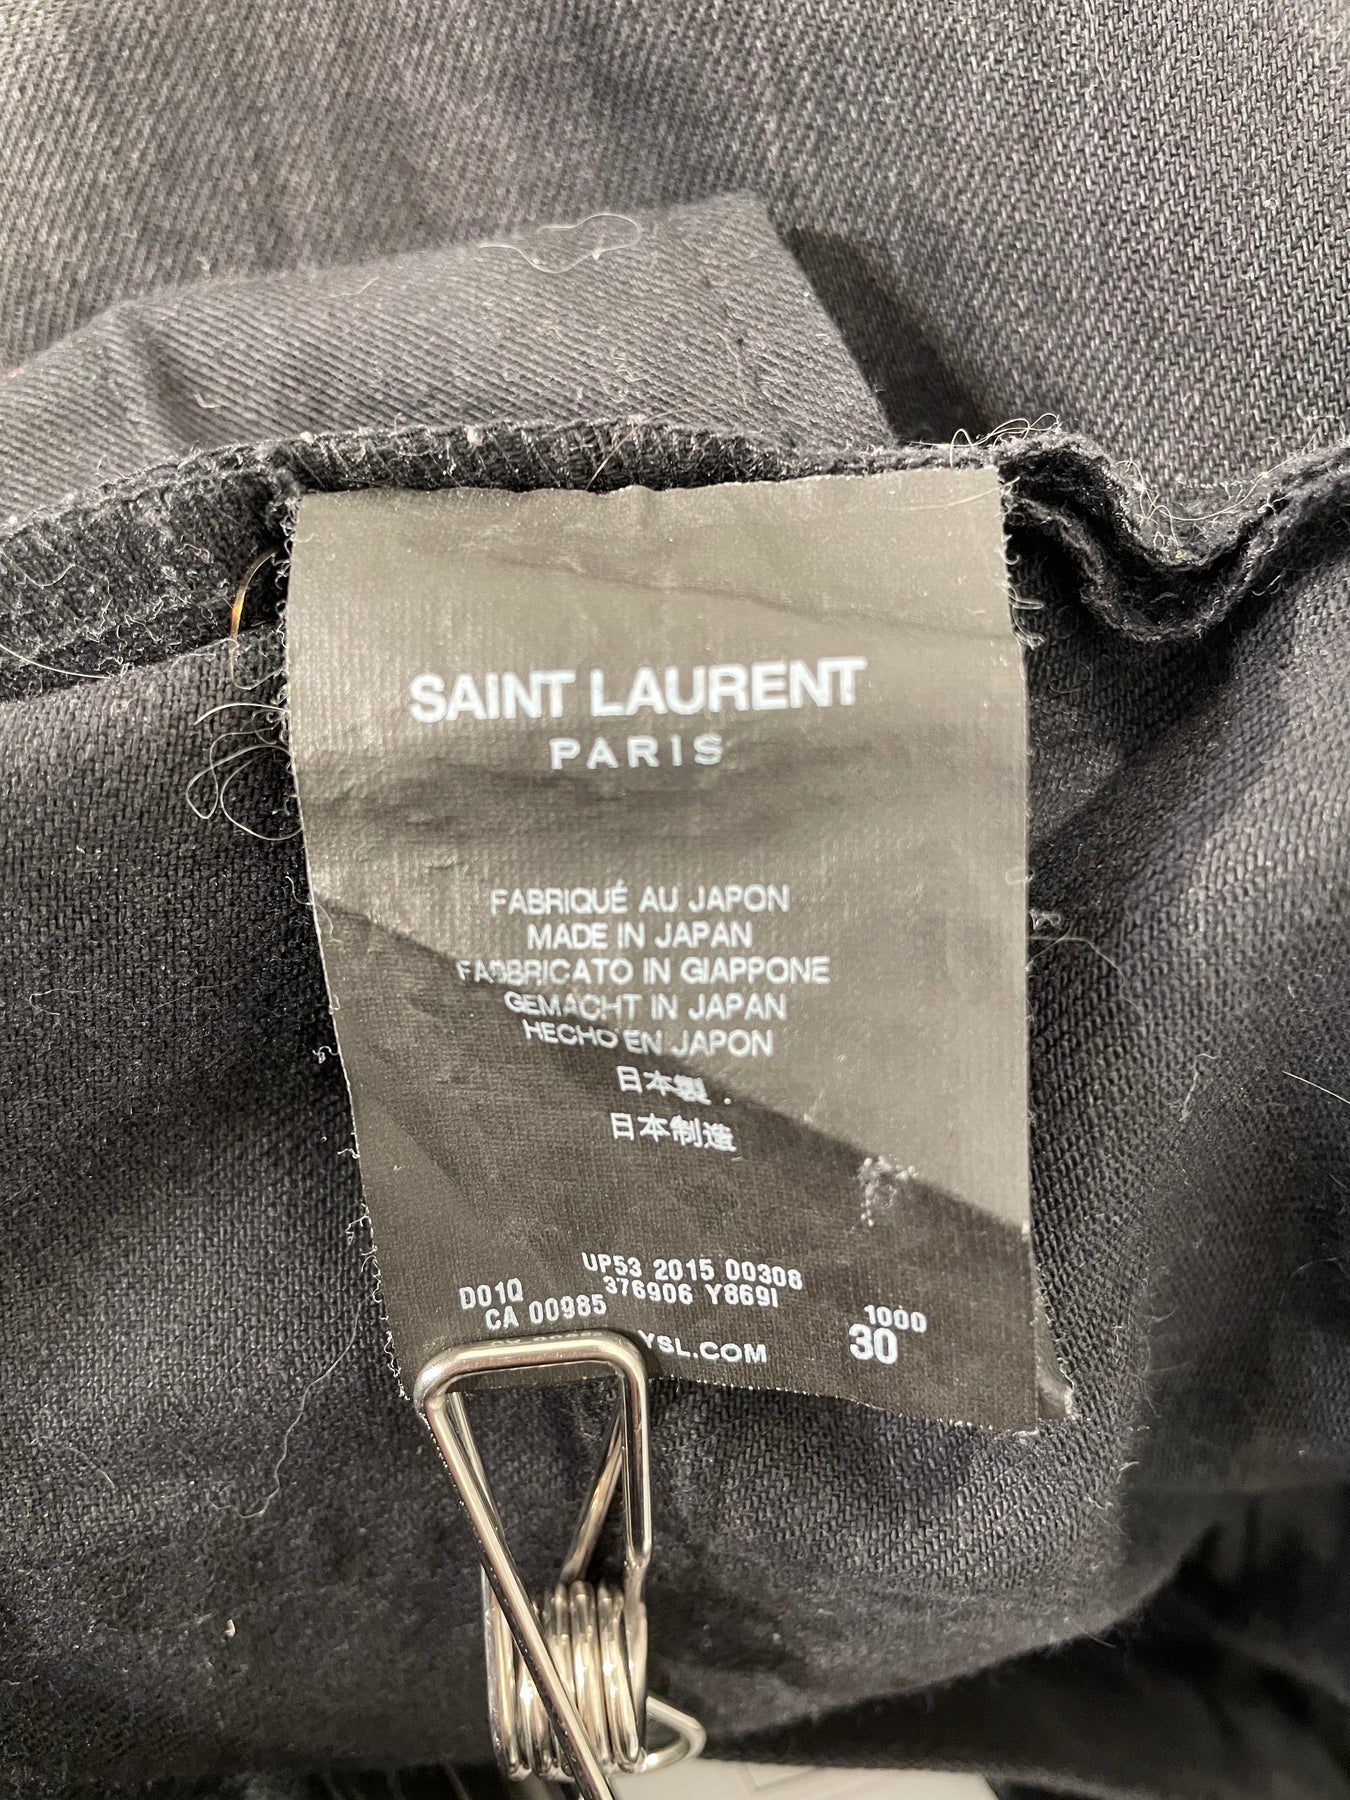 SAINT LAURENT
PARIS
FABRIQUÉ AU JAPON
MADE IN JAPAN
FABBRICATO IN GIAPPONE
GEMACHT IN JAPAN
HECHO EN JAPON
日本製
日本制造
UP53 2015 00308
D01Q 376906 Y869I
CA 00985 1000
YSL.COM 30